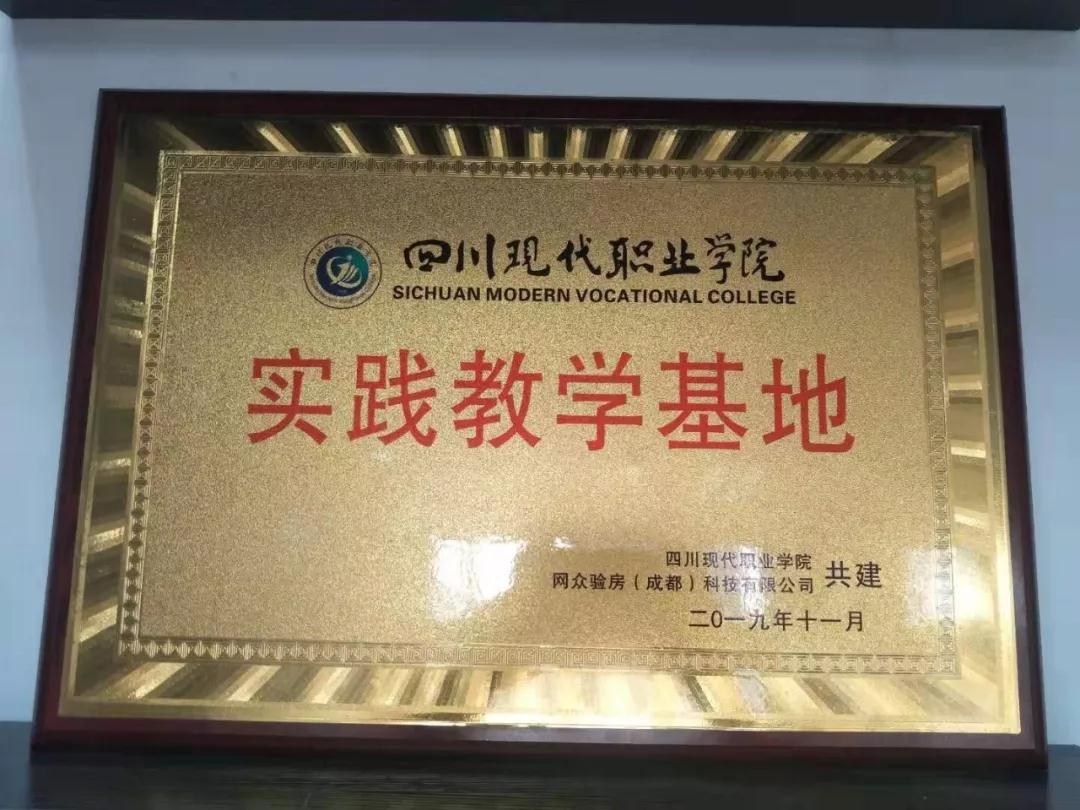 四川现代职业学院
SICHUAN MODERN VOCATIONAL COLLEGE
实践教学基地
四川现代职业学院
网众验房（成都）科技有限公司 共建
二0一九年十一月